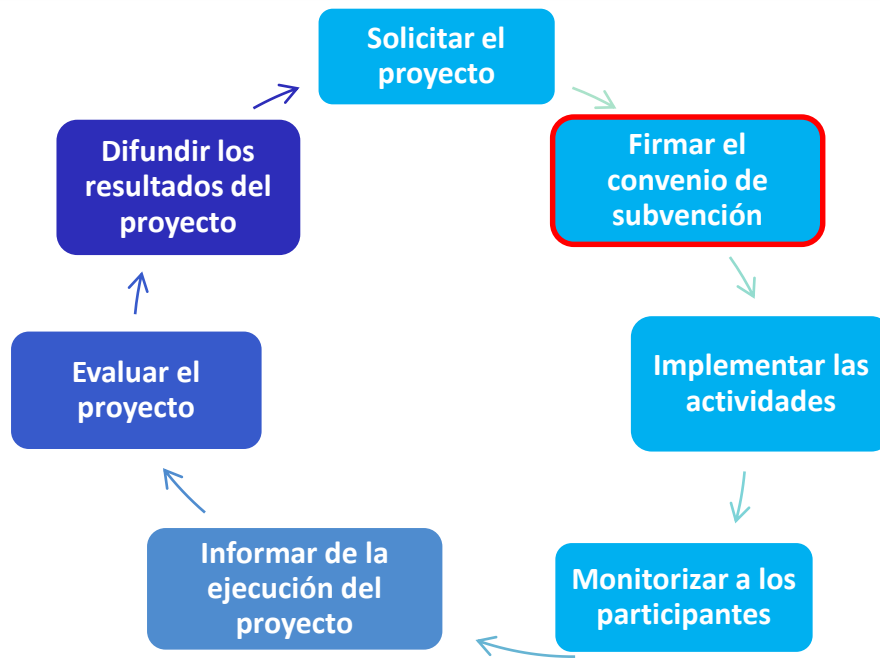 Solicitar el
proyecto
Firmar el
convenio de
subvención
Implementar las
actividades
Monitorizar a los
participantes
Informar de la
ejecución del
proyecto
Evaluar el
proyecto
Difundir los
resultados del
proyecto